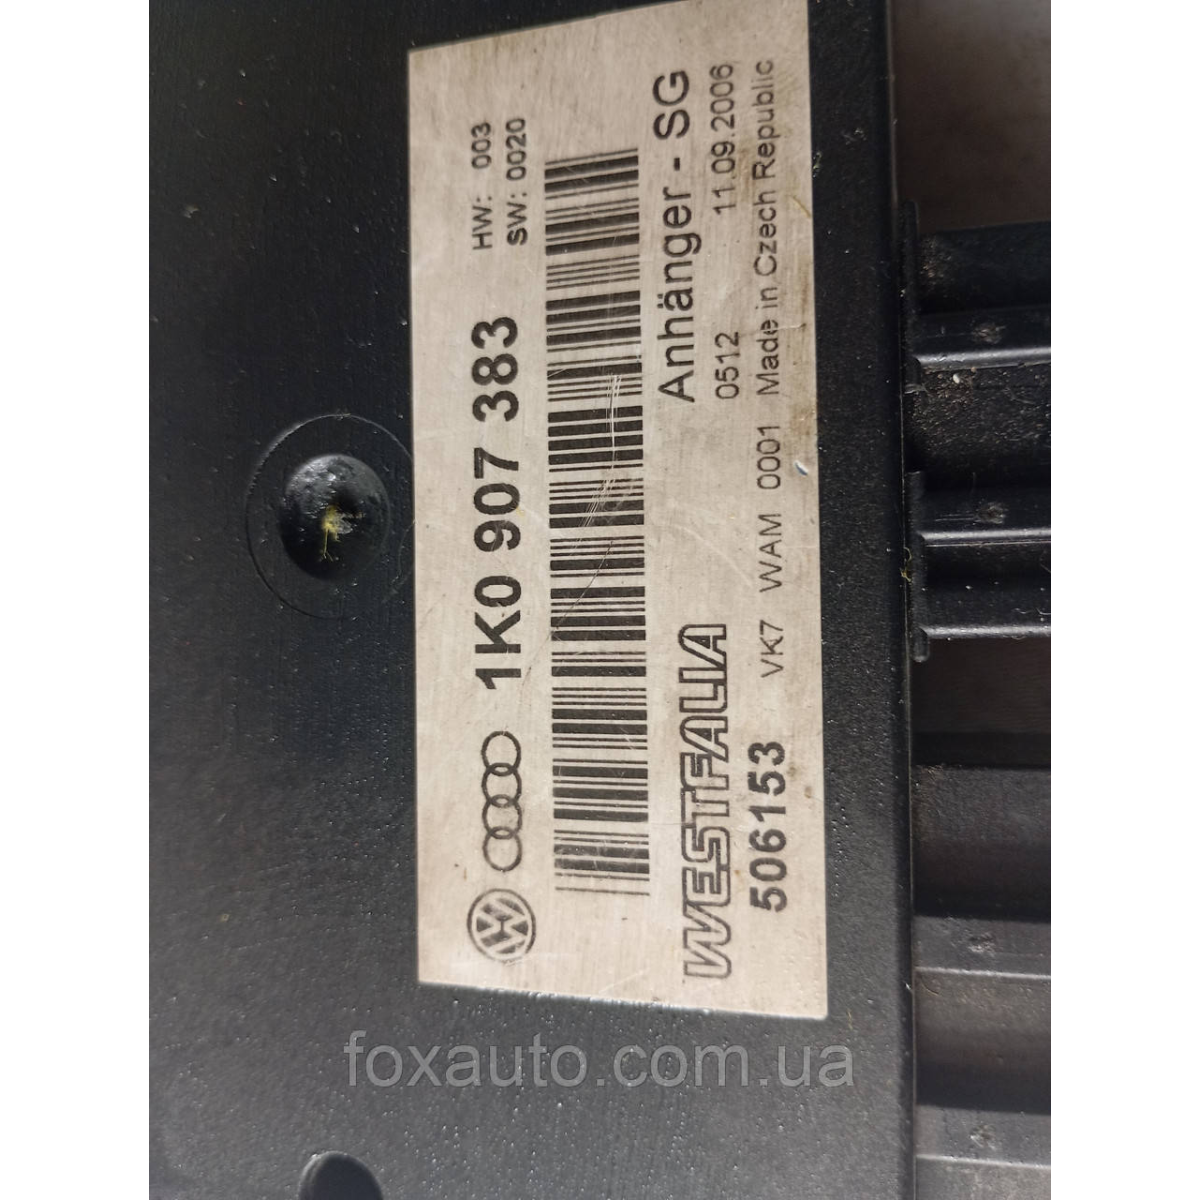 1K0 907 383
HW: 003
SW: 0020
WESTFALIA
Anhänger - SG
506153
0512
11.09.2006
VK7 WAM 0001 Made in Czech Republic
foxauto.com.ua